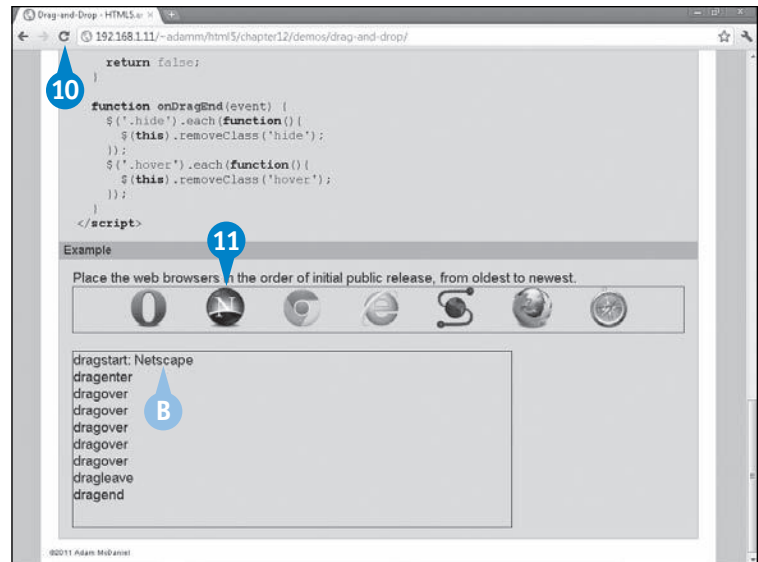 Drag-and-Drop - HTML5.e
192.168.1.11/~adamm/html5/chapter12/demos/drag-and-drop/
return false;
}
10
function onDragEnd(event) {
$('.hide').each(function(){
$(this).removeClass('hide');
});
$('.hover').each(function(){
$(this).removeClass('hover');
});
}
</script>
Example
11
Place the web browsers in the order of initial public release, from oldest to newest.
N
dragstart: Netscape
dragenter
dragover
dragover
B
dragover
dragover
dragover
dragleave
dragend
©2011 Adam McDaniel